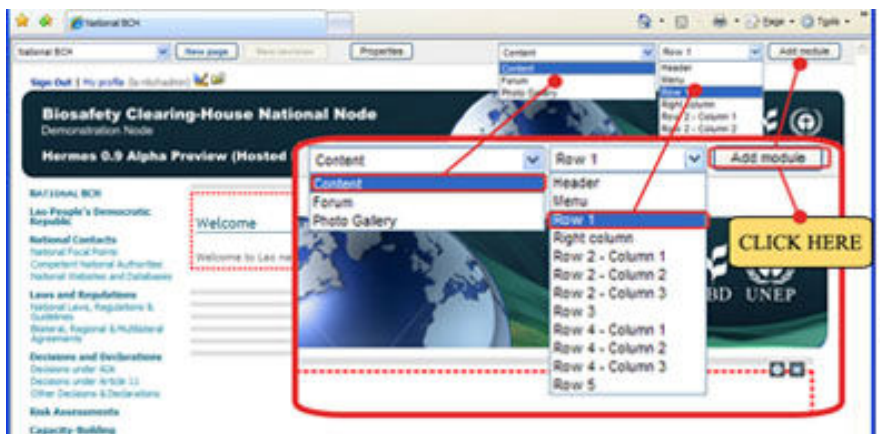 National BCH
Page
Tools
National BCH
New page
New revision
Properties
Content
Row 1
Add module
Content
Forum
Photo Gallery
Header
Menu
Row 1
Right column
Row 2 - Column 1
Row 2 - Column 2
Sign Out | My profile
Biosafety Clearing-House National Node
Demonstration Node
Hermes 0.9 Alpha Preview (Hosted
Content
Row 1
Add module
Content
Forum
Photo Gallery
Header
Menu
Row 1
Right column
Row 2 - Column 1
Row 2 - Column 2
Row 2 - Column 3
Row 3
Row 4 - Column 1
Row 4 - Column 2
Row 4 - Column 3
Row 5
CLICK HERE
BD UNEP
NATIONAL BCH
Lao People's Democratic
Republic
National Contacts
National Focal Points
Competent National Authorities
National Websites and Databases
Laws and Regulations
National Laws, Regulations &
Guidelines
Bilateral, Regional & Multilateral
Agreements
Decisions and Declarations
Decisions under AIA
Decisions under Article 11
Other Decisions & Declarations
Risk Assessments
Capacity-Building
Welcome
Welcome to Lao na